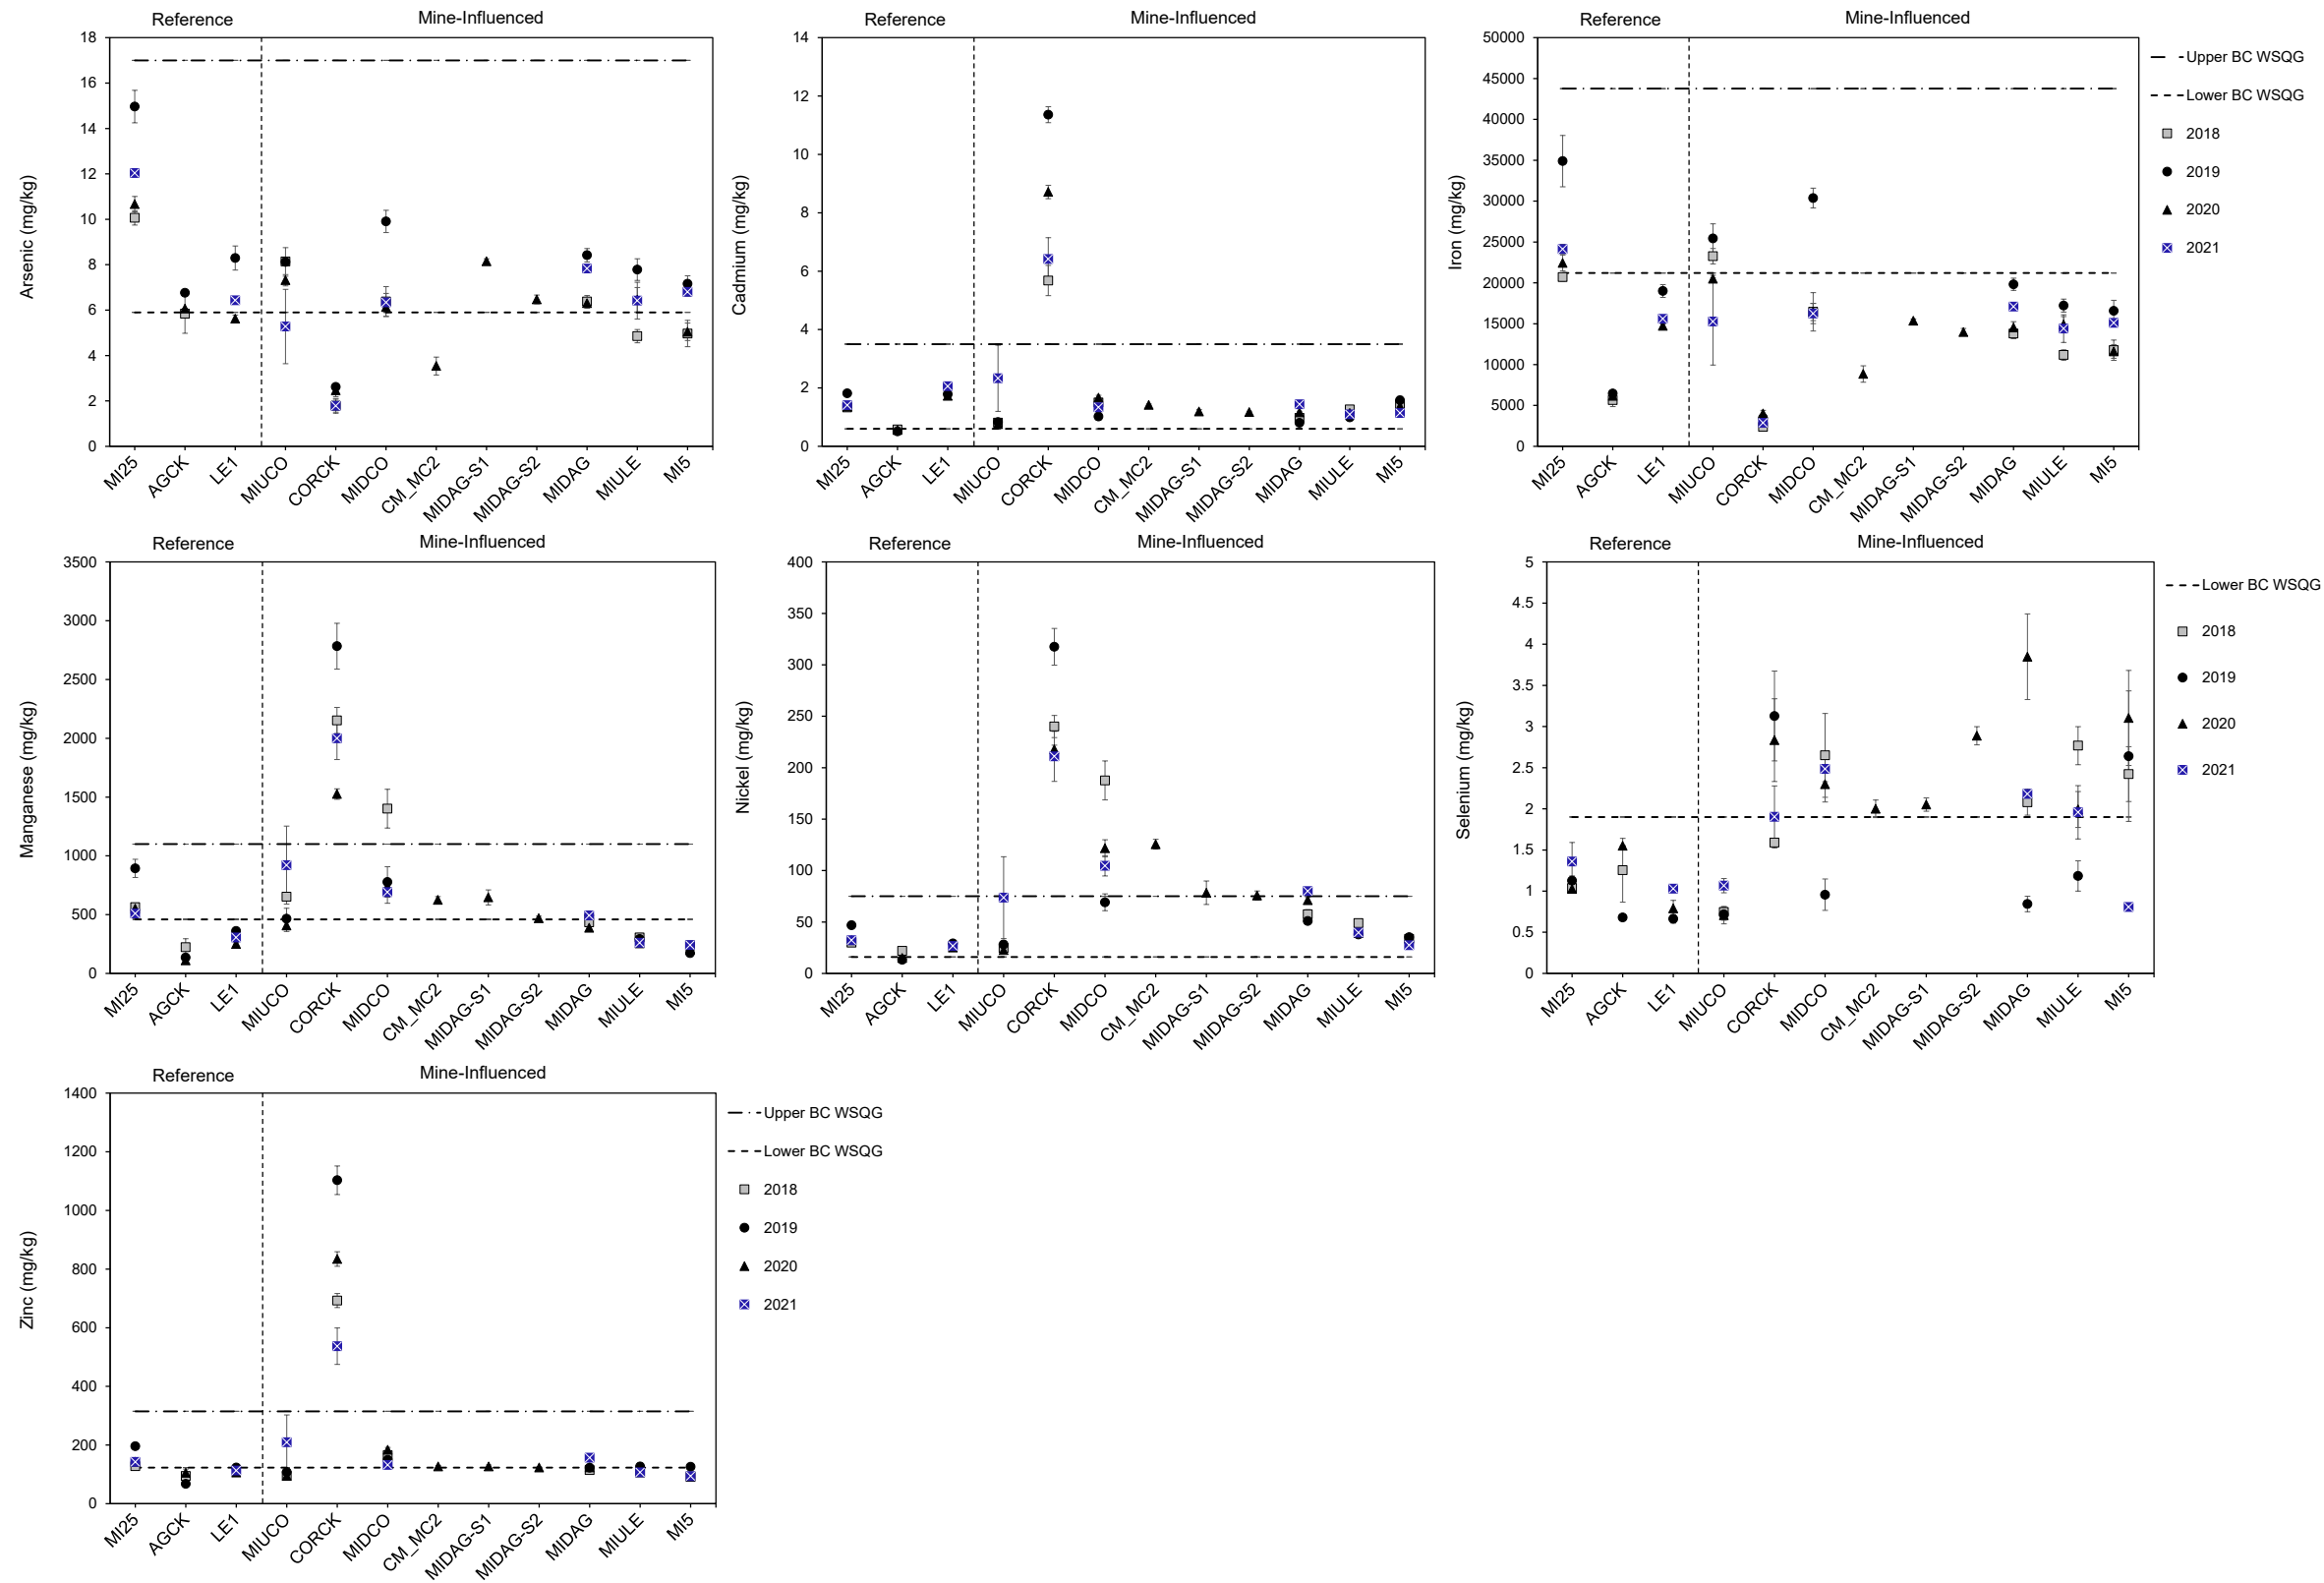 Reference Mine-Influenced
Arsenic (mg/kg)
18
16
14
12
10
8
6
4
2
0
MI25 AGCK LE1 MIUCO CORCK MIDCO CM_MC2 MIDAG-S1 MIDAG-S2 MIDAG MIULE MI5
Reference Mine-Influenced
Cadmium (mg/kg)
14
12
10
8
6
4
2
0
MI25 AGCK LE1 MIUCO CORCK MIDCO CM_MC2 MIDAG-S1 MIDAG-S2 MIDAG MIULE MI5
Reference Mine-Influenced
Iron (mg/kg)
50000
45000
40000
35000
30000
25000
20000
15000
10000
5000
0
MI25 AGCK LE1 MIUCO CORCK MIDCO CM_MC2 MIDAG-S1 MIDAG-S2 MIDAG MIULE MI5
Upper BC WSQG
Lower BC WSQG
2018
2019
2020
2021
Reference Mine-Influenced
Manganese (mg/kg)
3500
3000
2500
2000
1500
1000
500
0
MI25 AGCK LE1 MIUCO CORCK MIDCO CM_MC2 MIDAG-S1 MIDAG-S2 MIDAG MIULE MI5
Reference Mine-Influenced
Nickel (mg/kg)
400
350
300
250
200
150
100
50
0
MI25 AGCK LE1 MIUCO CORCK MIDCO CM_MC2 MIDAG-S1 MIDAG-S2 MIDAG MIULE MI5
Reference Mine-Influenced
Selenium (mg/kg)
5
4.5
4
3.5
3
2.5
2
1.5
1
0.5
0
MI25 AGCK LE1 MIUCO CORCK MIDCO CM_MC2 MIDAG-S1 MIDAG-S2 MIDAG MIULE MI5
Lower BC WSQG
2018
2019
2020
2021
Reference Mine-Influenced
Zinc (mg/kg)
1400
1200
1000
800
600
400
200
0
MI25 AGCK LE1 MIUCO CORCK MIDCO CM_MC2 MIDAG-S1 MIDAG-S2 MIDAG MIULE MI5
Upper BC WSQG
Lower BC WSQG
2018
2019
2020
2021